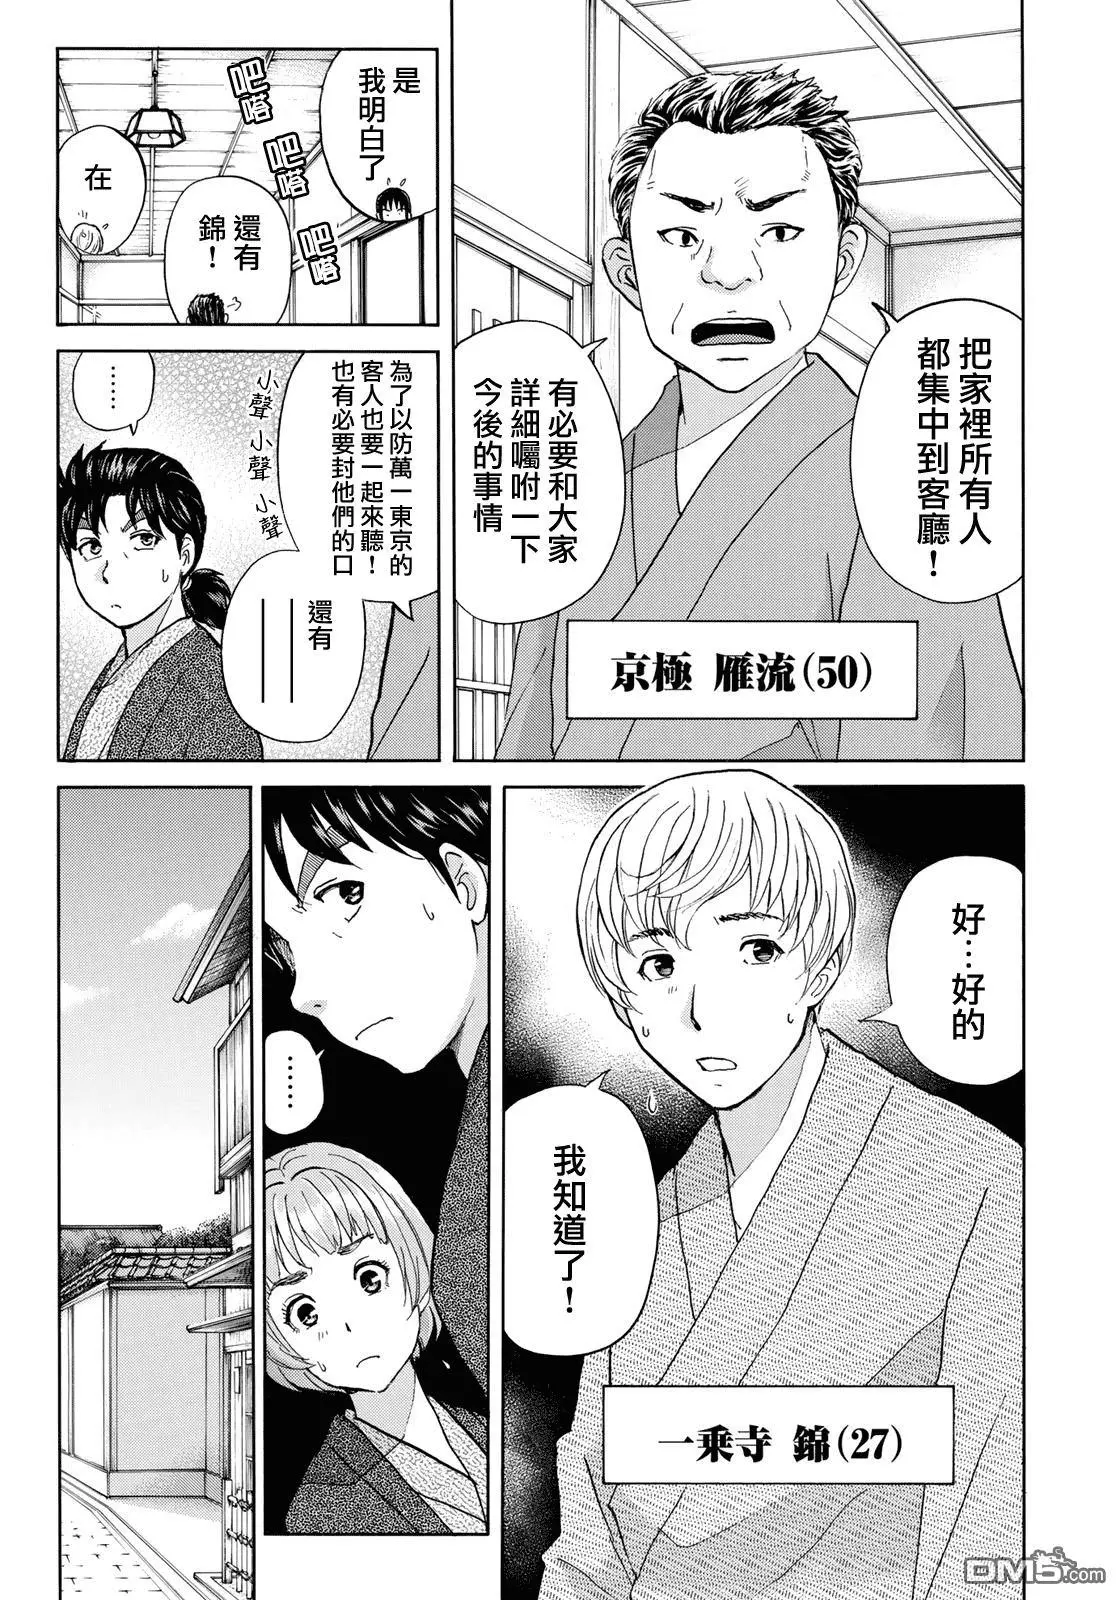 把家裡所有人
都集中到客廳！
有必要和大家
詳細囑咐一下
今後的事情
京極 雁流(50)
是
我明白了
吧嗒
吧嗒
吧嗒
還有
錦！
在
為了以防萬一東京的
客人也要一起來聽！
也有必要封他們的口
小聲
小聲
小聲
還有
——
——
……
好…好的
我知道了！
一乗寺 錦(27)
……
DM5.com